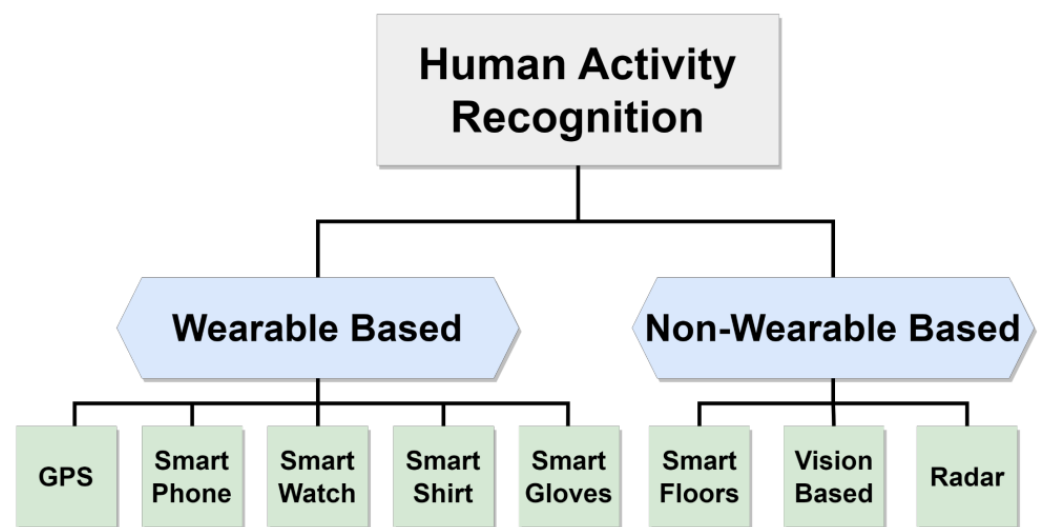 Human Activity
Recognition
Wearable Based
Non-Wearable Based
GPS
Smart
Phone
Smart
Watch
Smart
Shirt
Smart
Gloves
Smart
Floors
Vision
Based
Radar